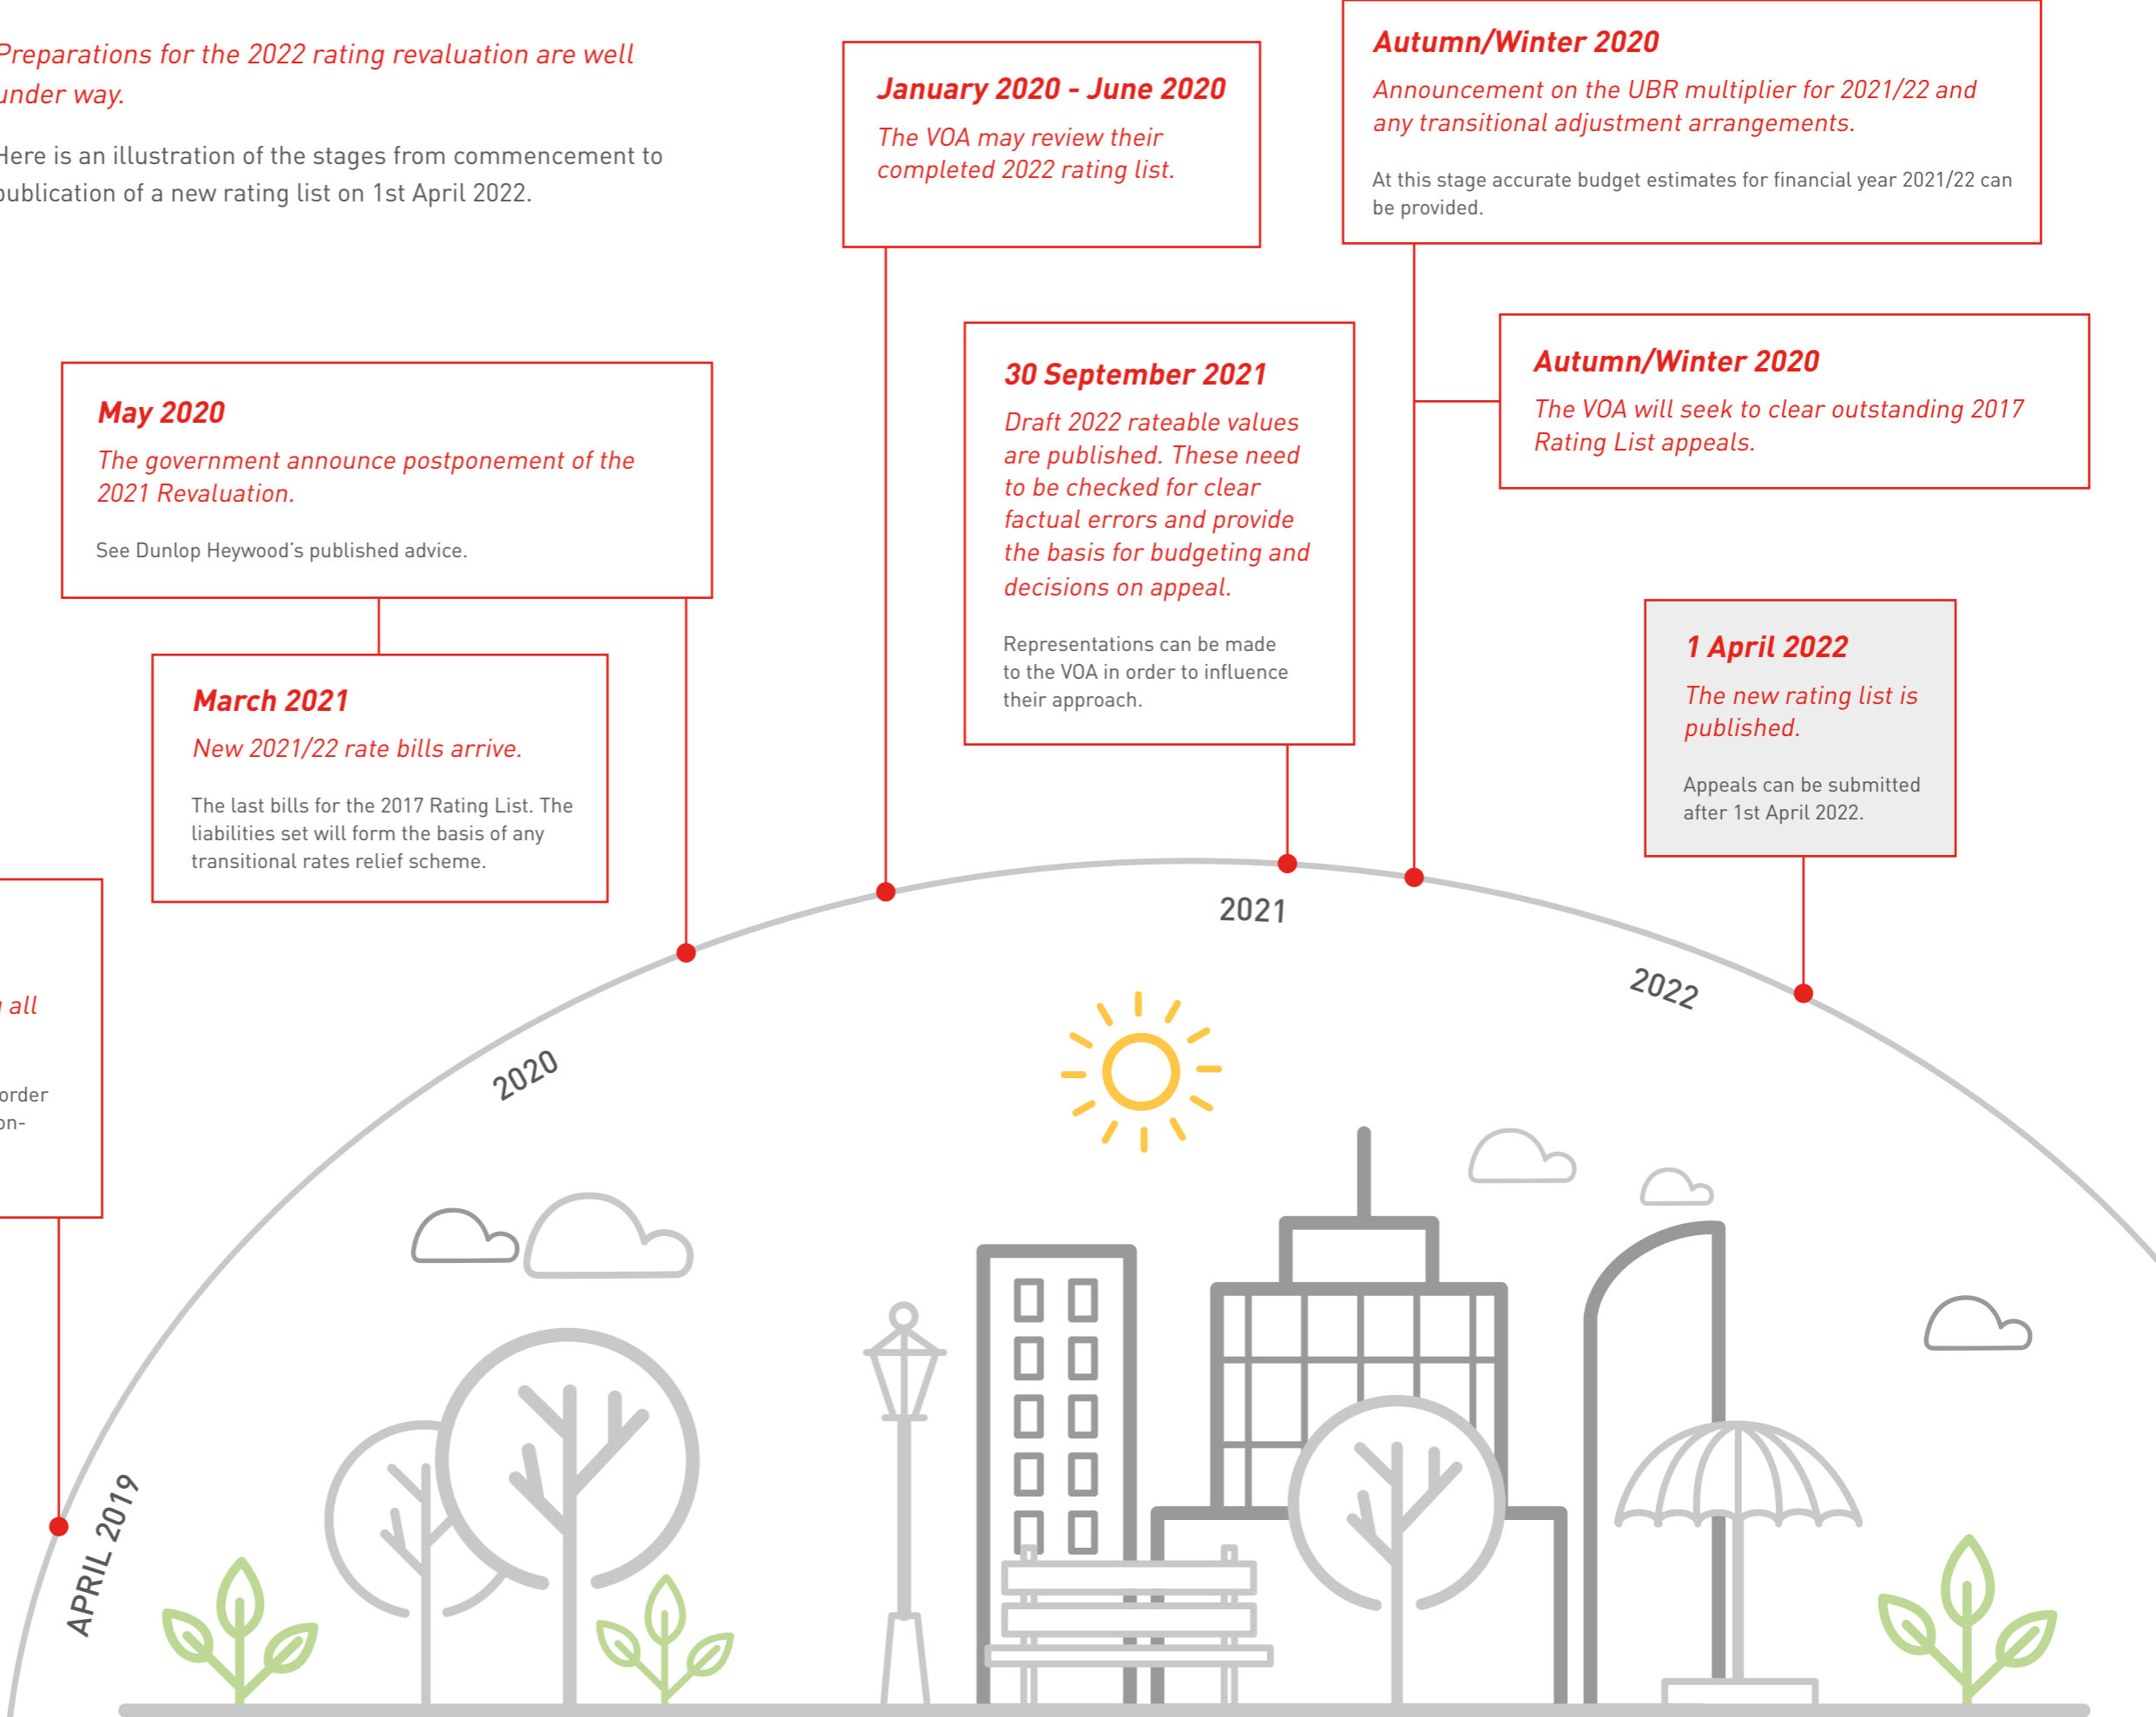 Preparations for the 2022 rating revaluation are well
under way.
Here is an illustration of the stages from commencement to
publication of a new rating list on 1st April 2022.
January 2020 - June 2020
The VOA may review their
completed 2022 rating list.
Autumn/Winter 2020
Announcement on the UBR multiplier for 2021/22 and
any transitional adjustment arrangements.
At this stage accurate budget estimates for financial year 2021/22 can
be provided.
May 2020
The government announce postponement of the
2021 Revaluation.
See Dunlop Heywood's published advice.
30 September 2021
Draft 2022 rateable values
are published. These need
to be checked for clear
factual errors and provide
the basis for budgeting and
decisions on appeal.
Representations can be made
to the VOA in order to influence
their approach.
Autumn/Winter 2020
The VOA will seek to clear outstanding 2017
Rating List appeals.
March 2021
New 2021/22 rate bills arrive.
The last bills for the 2017 Rating List. The
liabilities set will form the basis of any
transitional rates relief scheme.
1 April 2022
The new rating list is
published.
Appeals can be submitted
after 1st April 2022.
all
order
on-
APRIL 2019
2020
2021
2022